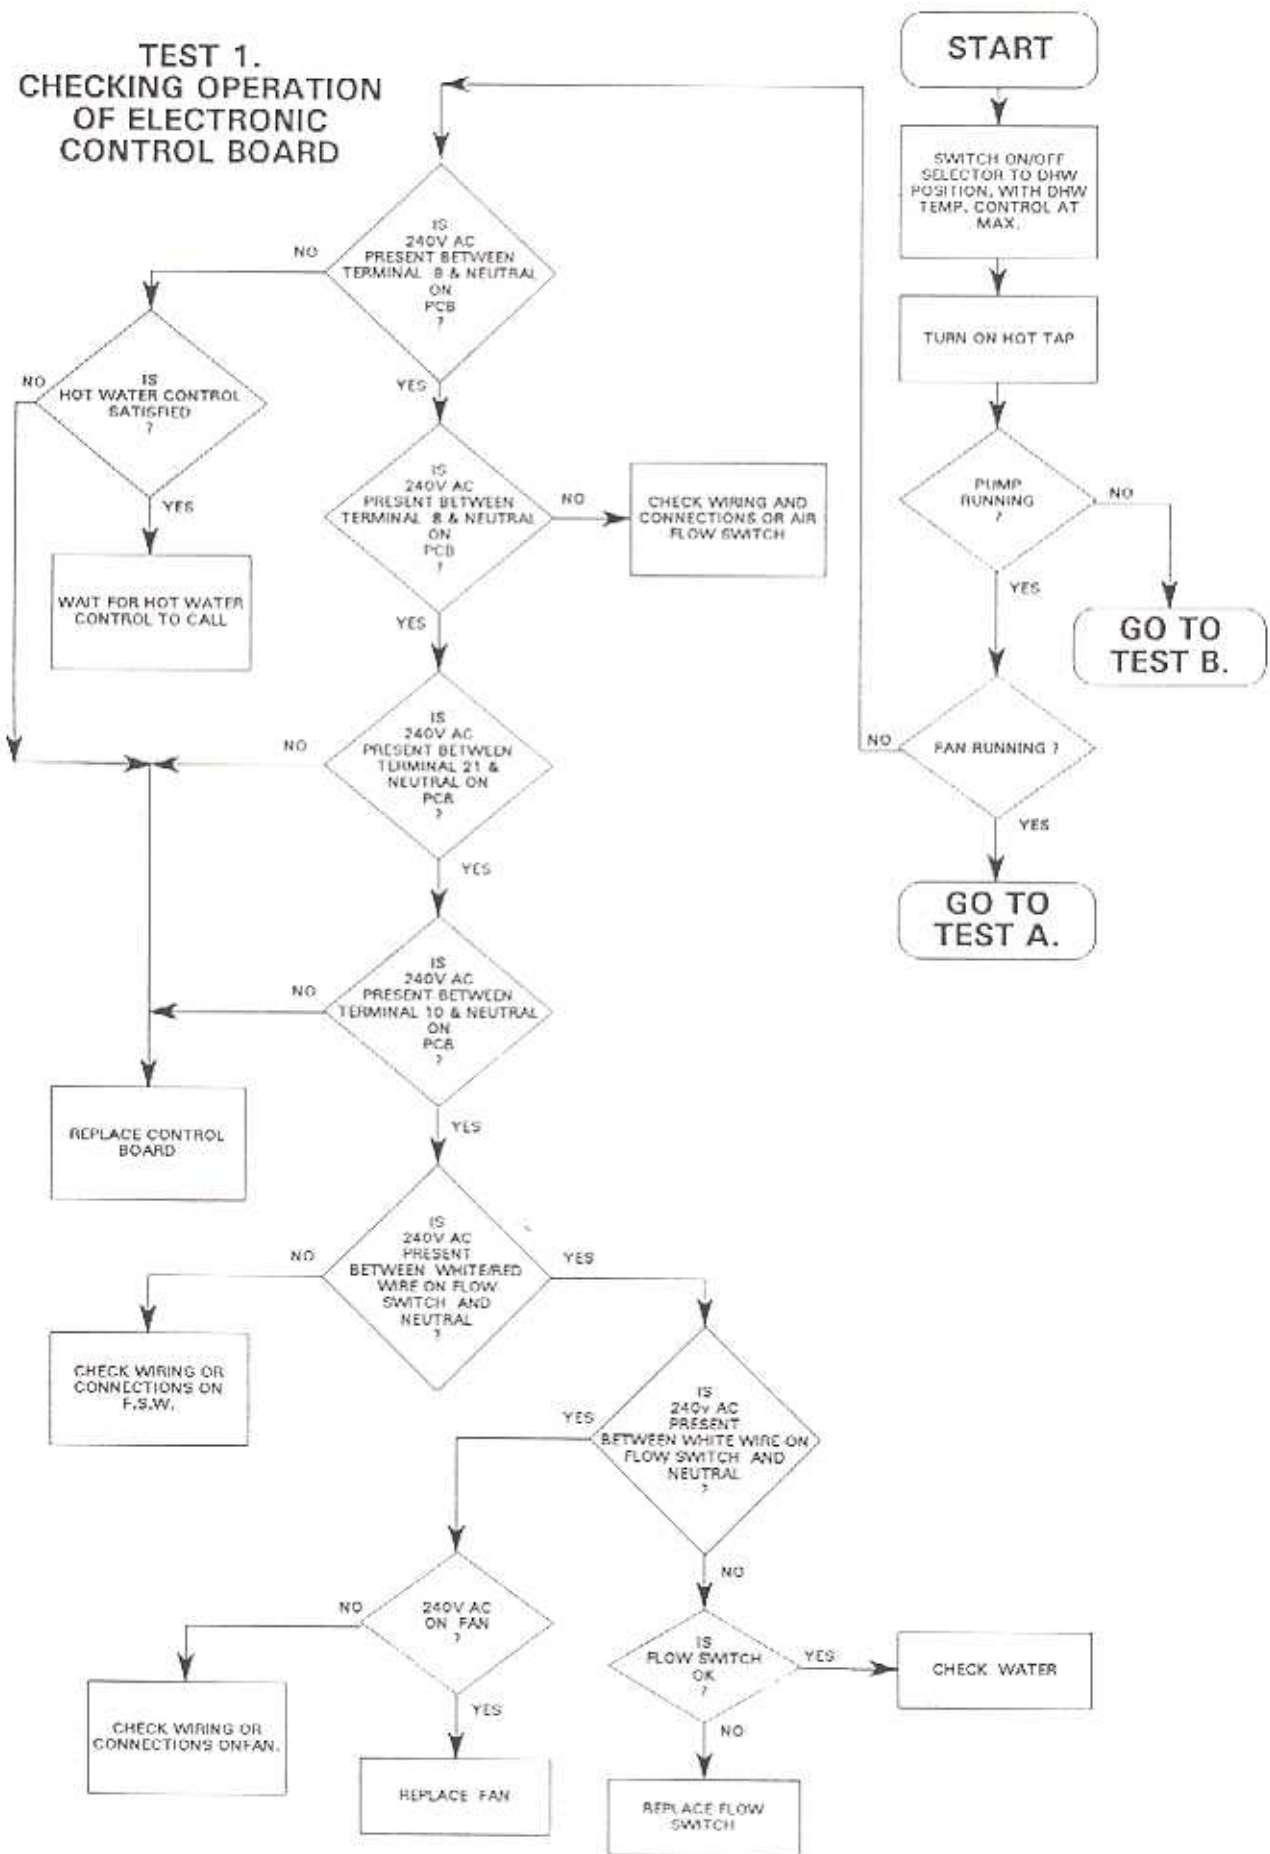 TEST 1.
CHECKING OPERATION
OF ELECTRONIC
CONTROL BOARD
START
SWITCH ON/OFF
SELECTOR TO DHW
POSITION, WITH DHW
TEMP. CONTROL AT
MAX.
TURN ON HOT TAP
PUMP
RUNNING
?
NO
GO TO
TEST B.
YES
FAN RUNNING ?
NO
YES
GO TO
TEST A.
IS
240V AC
PRESENT BETWEEN
TERMINAL 8 & NEUTRAL
ON
PCB
?
NO
IS
HOT WATER CONTROL
SATISFIED
?
NO
YES
WAIT FOR HOT WATER
CONTROL TO CALL
YES
IS
240V AC
PRESENT BETWEEN
TERMINAL 8 & NEUTRAL
ON
PCB
?
NO
CHECK WIRING AND
CONNECTIONS OR AIR
FLOW SWITCH
YES
IS
240V AC
PRESENT BETWEEN
TERMINAL 21 &
NEUTRAL ON
PCB
?
NO
YES
IS
240V AC
PRESENT BETWEEN
TERMINAL 10 & NEUTRAL
ON
PCB
?
NO
REPLACE CONTROL
BOARD
YES
IS
240V AC
PRESENT
BETWEEN WHITE/RED
WIRE ON FLOW
SWITCH AND
NEUTRAL
?
NO
CHECK WIRING OR
CONNECTIONS ON
F.S.W.
YES
IS
240v AC
PRESENT
BETWEEN WHITE WIRE ON
FLOW SWITCH AND
NEUTRAL
?
YES
240V AC
ON FAN
?
NO
CHECK WIRING OR
CONNECTIONS ONFAN.
YES
REPLACE FAN
NO
IS
FLOW SWITCH
OK
?
YES
CHECK WATER
NO
REPLACE FLOW
SWITCH